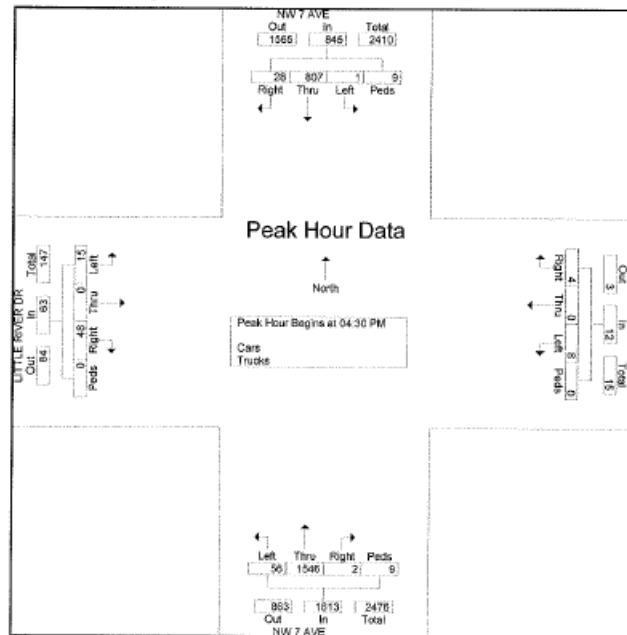 NW 7 AVE
Out In Total
1565 845 2410
28 807 1 9
Right Thru Left Peds
Peak Hour Data
North
Peak Hour Begins at 04:30 PM
Cars
Trucks
LITTLE RIVER DR
Out In Total
84 63 147
15 0 48 0
Left Thru Right Peds
Out In Total
3 12 15
4 0 8 0
Right Thru Left Peds
Left Thru Right Peds
56 1546 2 9
863 1613 2476
Out In Total
NW 7 AVE